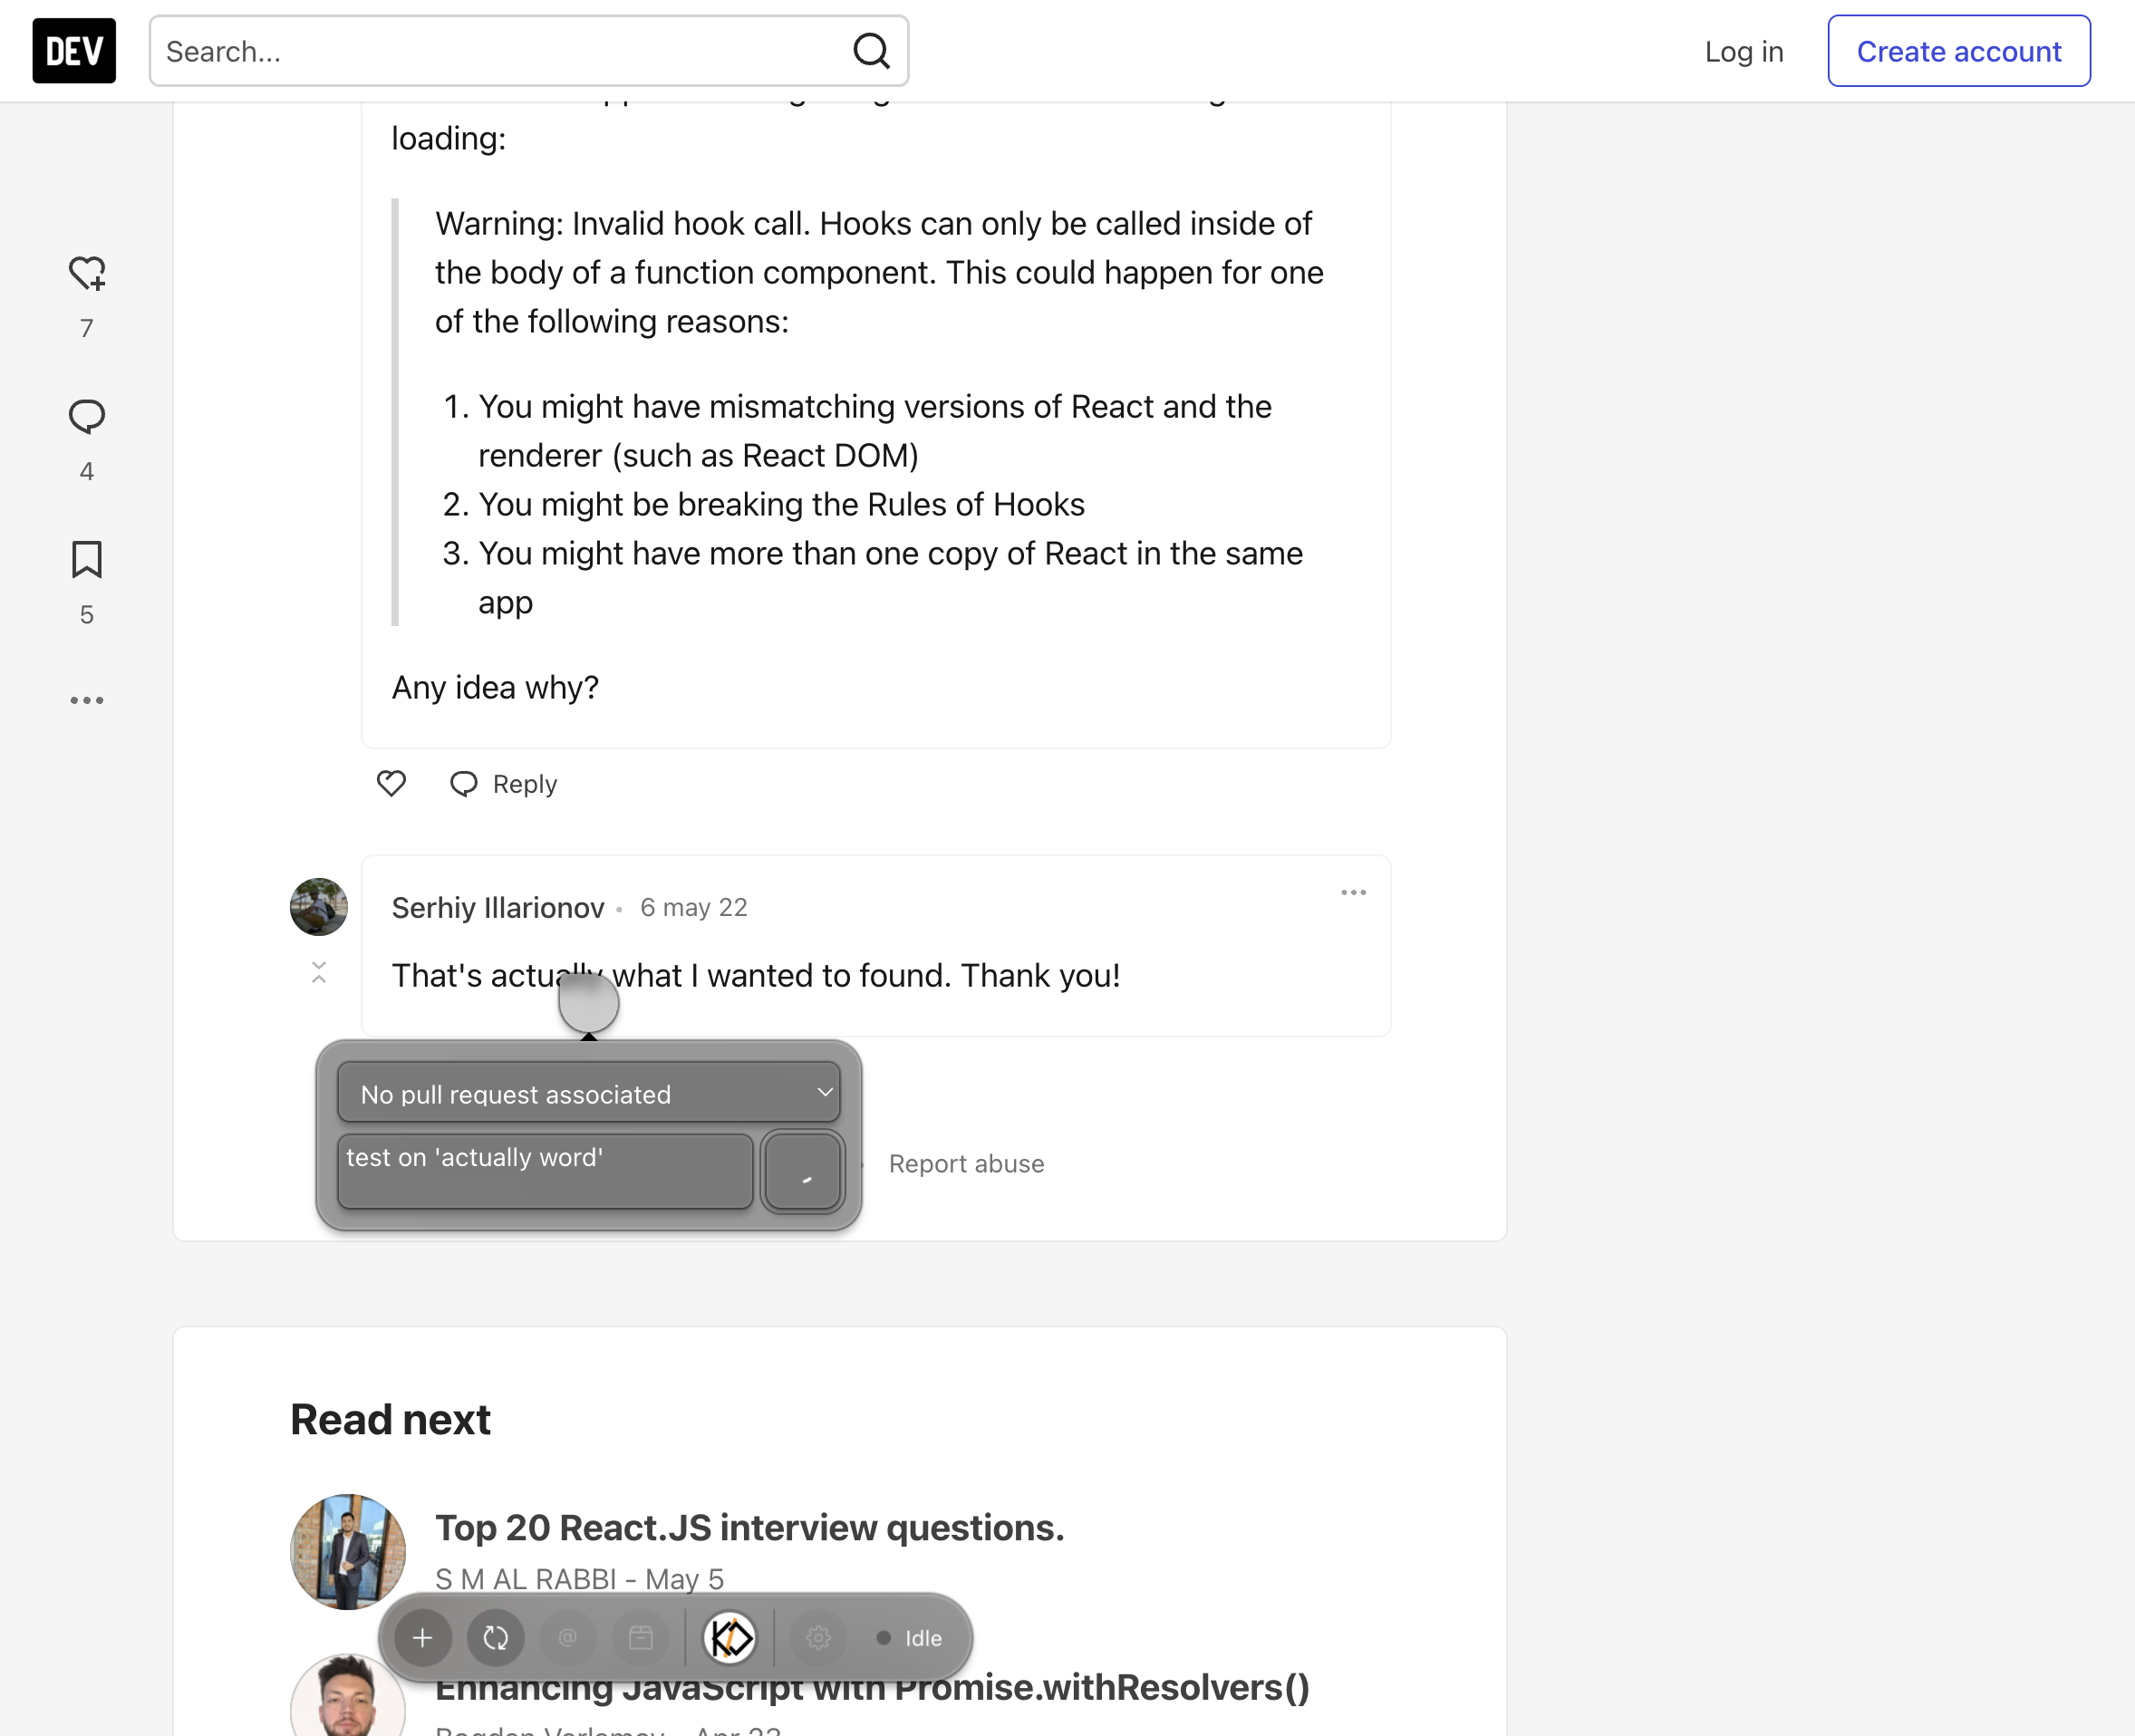 DEV
Search...
Log in
Create account
loading:
Warning: Invalid hook call. Hooks can only be called inside of
the body of a function component. This could happen for one
of the following reasons:
1. You might have mismatching versions of React and the
renderer (such as React DOM)
2. You might be breaking the Rules of Hooks
3. You might have more than one copy of React in the same
app
Any idea why?
7
4
5
Reply
Serhiy Illarionov • 6 may 22
That's actually what I wanted to found. Thank you!
No pull request associated
test on 'actually word'
Report abuse
Read next
Top 20 React.JS interview questions.
S M AL RABBI - May 5
Idle
Enhancing JavaScript with Promise.withResolvers()
Bogdan Varlamov - Apr 23